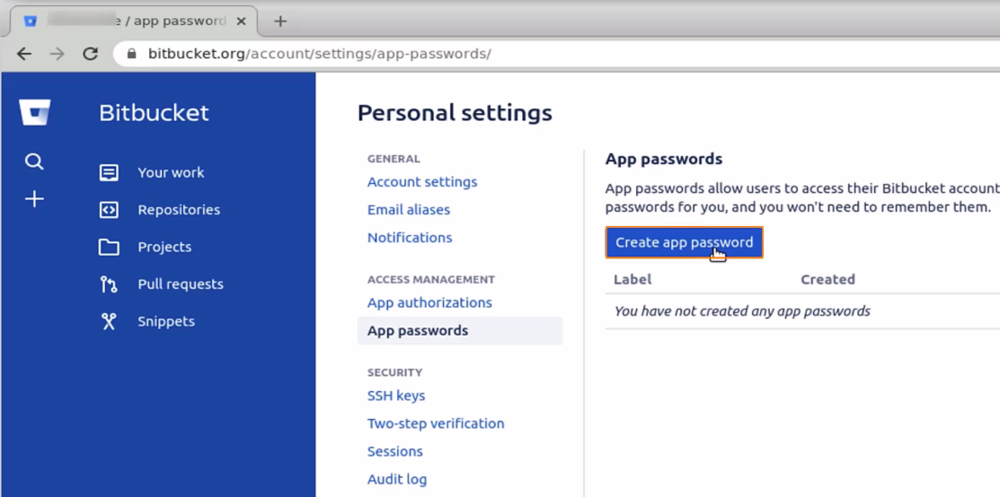 e / app password
bitbucket.org/account/settings/app-passwords/
Bitbucket
Your work
Repositories
Projects
Pull requests
Snippets
Personal settings
GENERAL
Account settings
Email aliases
Notifications
ACCESS MANAGEMENT
App authorizations
App passwords
SECURITY
SSH keys
Two-step verification
Sessions
Audit log
App passwords
App passwords allow users to access their Bitbucket account
passwords for you, and you won't need to remember them.
Create app password
Label Created
You have not created any app passwords